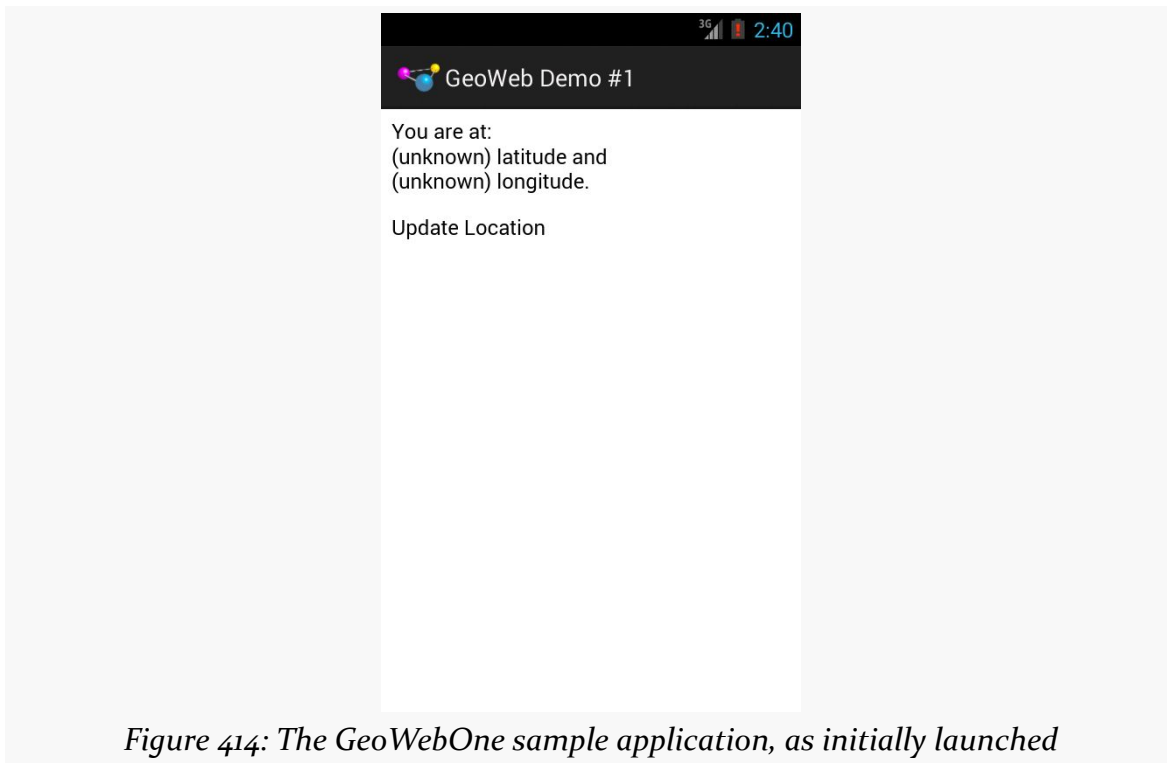 3G 2:40
GeoWeb Demo #1
You are at:
(unknown) latitude and
(unknown) longitude.
Update Location
Figure 414: The GeoWebOne sample application, as initially launched